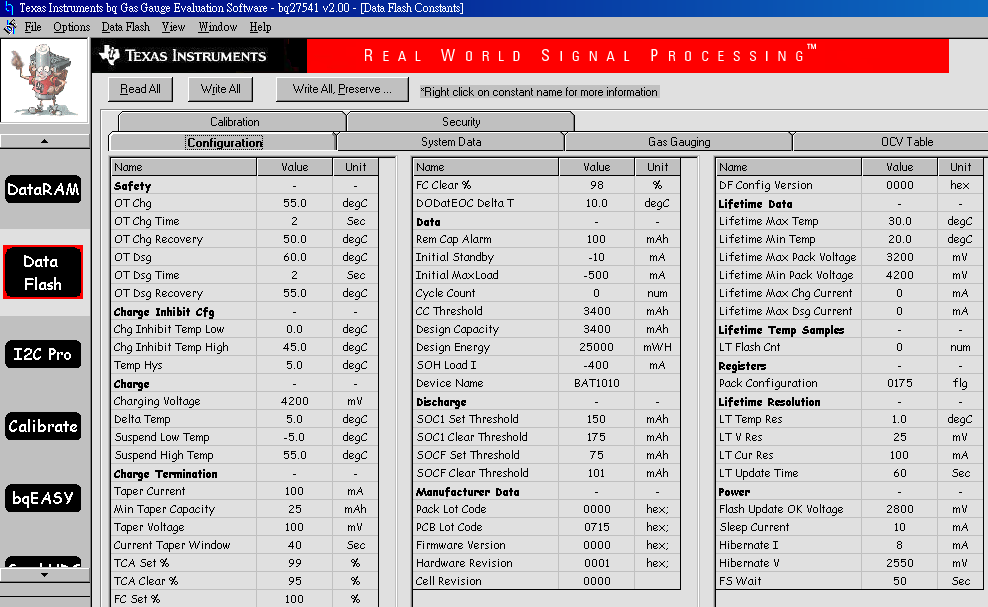 Texas Instruments bq Gas Gauge Evaluation Software - bq27541 v2.00 - [Data Flash Constants]
File Options Data Flash View Window Help
TEXAS INSTRUMENTS REAL WORLD SIGNAL PROCESSING™
Read All Write All Write All, Preserve ... *Right click on constant name for more information
Calibration Security
Configuration System Data Gas Gauging OCV Table
DataRAM
Data
Flash
I2C Pro
Calibrate
bqEASY
Name Value Unit
Safety - -
OT Chg 55.0 degC
OT Chg Time 2 Sec
OT Chg Recovery 50.0 degC
OT Dsg 60.0 degC
OT Dsg Time 2 Sec
OT Dsg Recovery 55.0 degC
Charge Inhibit Cfg - -
Chg Inhibit Temp Low 0.0 degC
Chg Inhibit Temp High 45.0 degC
Temp Hys 5.0 degC
Charge - -
Charging Voltage 4200 mV
Delta Temp 5.0 degC
Suspend Low Temp -5.0 degC
Suspend High Temp 55.0 degC
Charge Termination - -
Taper Current 100 mA
Min Taper Capacity 25 mAh
Taper Voltage 100 mV
Current Taper Window 40 Sec
TCA Set % 99 %
TCA Clear % 95 %
FC Set % 100 %
Name Value Unit
FC Clear % 98 %
DODatEOC Delta T 10.0 degC
Data - -
Rem Cap Alarm 100 mAh
Initial Standby -10 mA
Initial MaxLoad -500 mA
Cycle Count 0 num
CC Threshold 3400 mAh
Design Capacity 3400 mAh
Design Energy 25000 mWH
SOH Load I -400 mA
Device Name BAT1010
Discharge - -
SOC1 Set Threshold 150 mAh
SOC1 Clear Threshold 175 mAh
SOCF Set Threshold 75 mAh
SOCF Clear Threshold 101 mAh
Manufacturer Data - -
Pack Lot Code 0000 hex;
PCB Lot Code 0715 hex;
Firmware Version 0000 hex;
Hardware Revision 0001 hex;
Cell Revision 0000
Name Value Unit
DF Config Version 0000 hex
Lifetime Data - -
Lifetime Max Temp 30.0 degC
Lifetime Min Temp 20.0 degC
Lifetime Max Pack Voltage 3200 mV
Lifetime Min Pack Voltage 4200 mV
Lifetime Max Chg Current 0 mA
Lifetime Max Dsg Current 0 mA
Lifetime Temp Samples - -
LT Flash Cnt 0 num
Registers - -
Pack Configuration 0175 flg
Lifetime Resolution - -
LT Temp Res 1.0 degC
LT V Res 25 mV
LT Cur Res 100 mA
LT Update Time 60 Sec
Power - -
Flash Update OK Voltage 2800 mV
Sleep Current 10 mA
Hibernate I 8 mA
Hibernate V 2550 mV
FS Wait 50 Sec